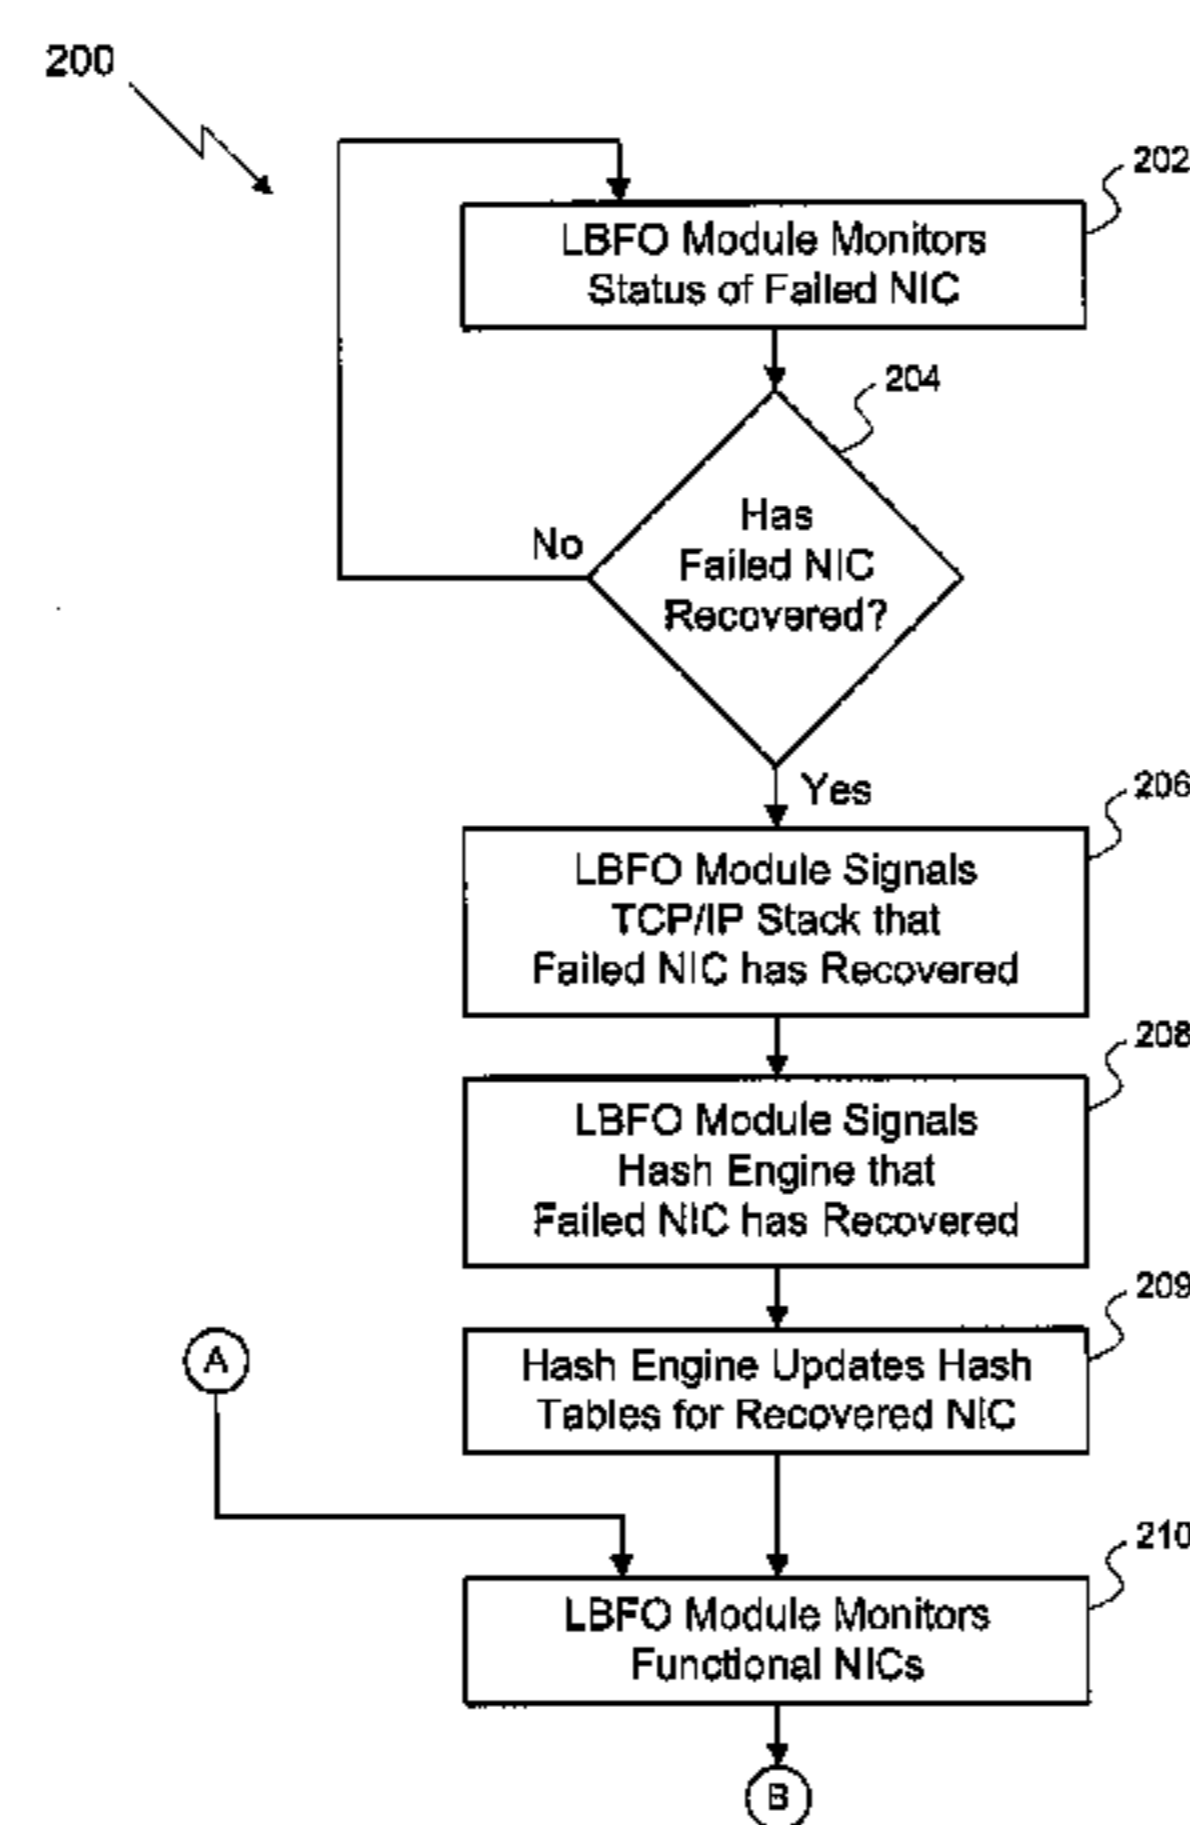 200
202
LBFO Module Monitors
Status of Failed NIC
204
Has
Failed NIC
Recovered?
No
Yes
206
LBFO Module Signals
TCP/IP Stack that
Failed NIC has Recovered
208
LBFO Module Signals
Hash Engine that
Failed NIC has Recovered
209
Hash Engine Updates Hash
Tables for Recovered NIC
A
210
LBFO Module Monitors
Functional NICs
B